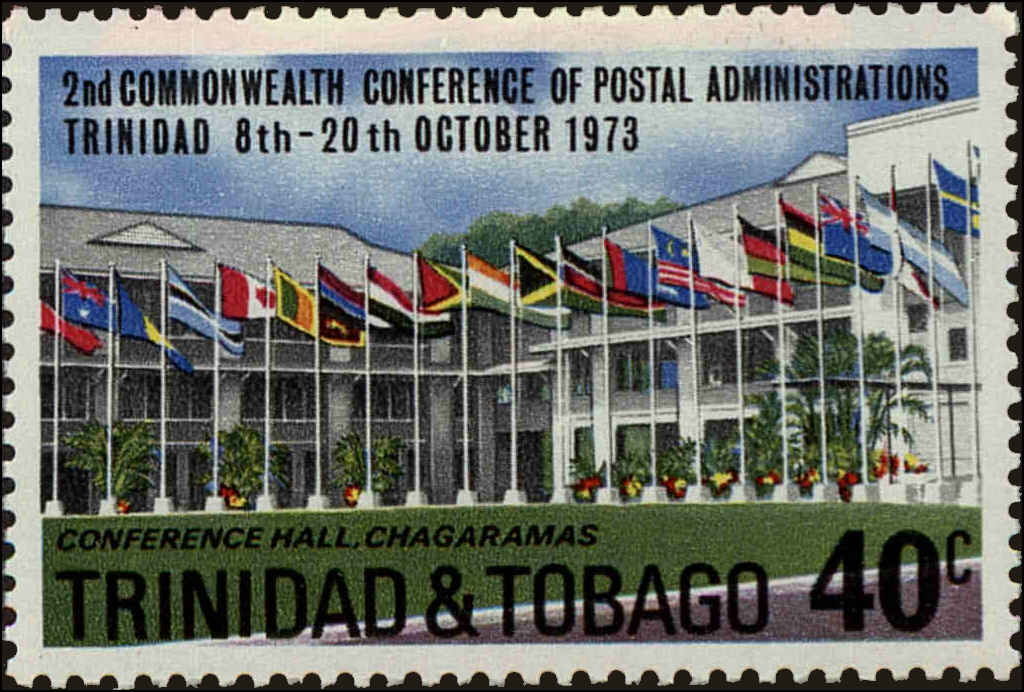 2nd COMMONWEALTH CONFERENCE OF POSTAL ADMINISTRATIONS
TRINIDAD 8th-20th OCTOBER 1973
CONFERENCE HALL, CHAGARAMAS
TRINIDAD & TOBAGO 40c